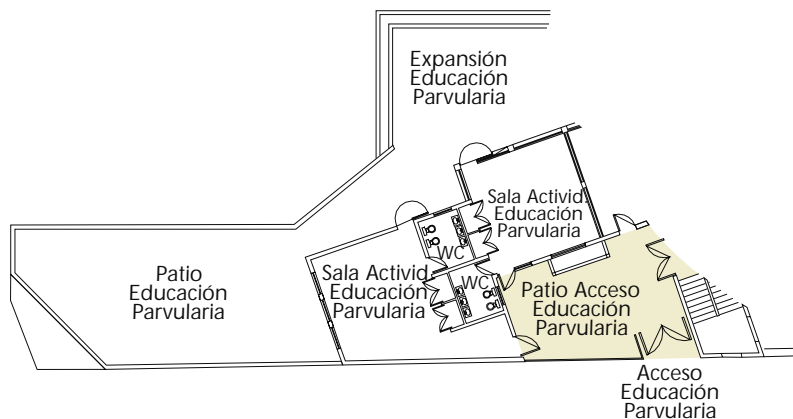 Expansión
Educación
Parvularia
Sala Activid.
Educación
Parvularia
WC
Patio
Educación
Parvularia
Sala Activid.
Educación
Parvularia
WC
Patio Acceso
Educación
Parvularia
Acceso
Educación
Parvularia